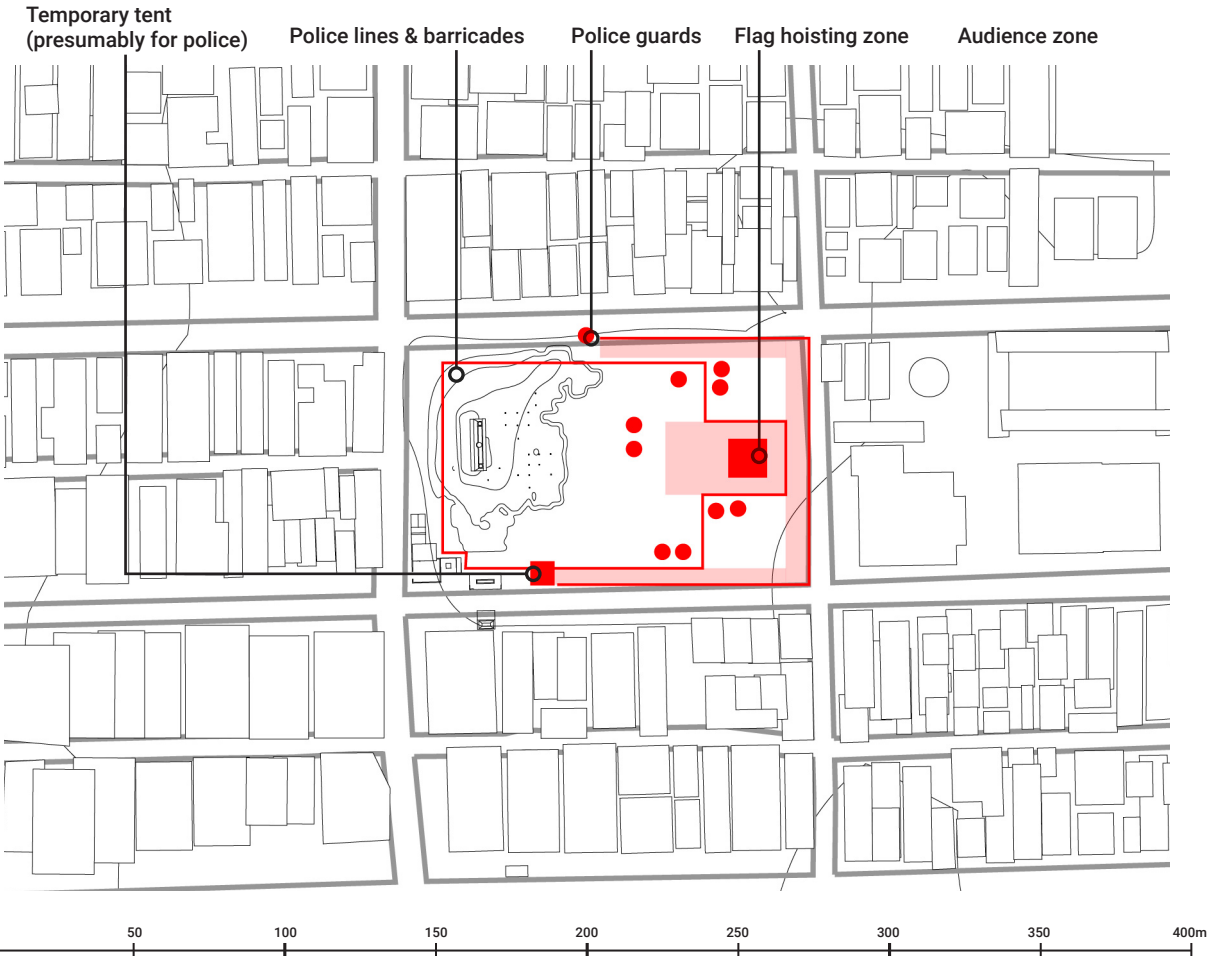 Temporary tent
(presumably for police)
Police lines & barricades
Police guards
Flag hoisting zone
Audience zone
50
100
150
200
250
300
350
400m